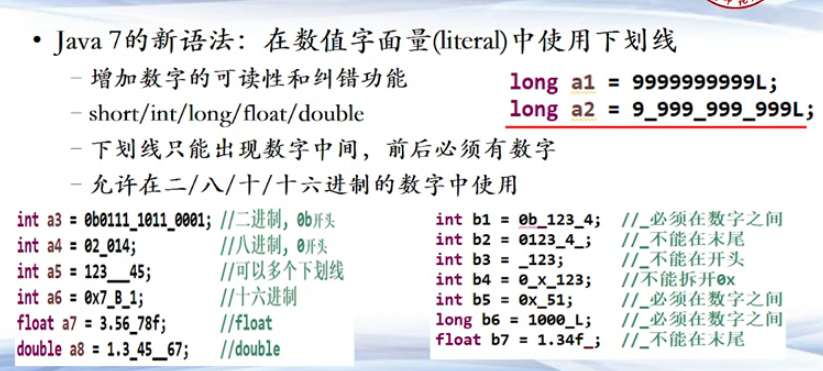 • Java 7的新语法：在数值字面量(literal)中使用下划线
– 增加数字的可读性和纠错功能
– short/int/long/float/double
– 下划线只能出现数字中间，前后必须有数字
– 允许在二/八/十/十六进制的数字中使用
long a1 = 9999999999L;
long a2 = 9_999_999_999L;
int a3 = 0b0111_1011_0001; //二进制，0b开头
int a4 = 02_014; //八进制，0开头
int a5 = 123___45; //可以多个下划线
int a6 = 0x7_B_1; //十六进制
float a7 = 3.56_78f; //float
double a8 = 1.3_45__67; //double
int b1 = 0b_123_4; //_必须在数字之间
int b2 = 0123_4_; //_不能在末尾
int b3 = _123; //_不能在开头
int b4 = 0_x_123; //不能拆开0x
int b5 = 0x_51; //_必须在数字之间
long b6 = 1000_L; //_必须在数字之间
float b7 = 1.34f_; //_不能在末尾